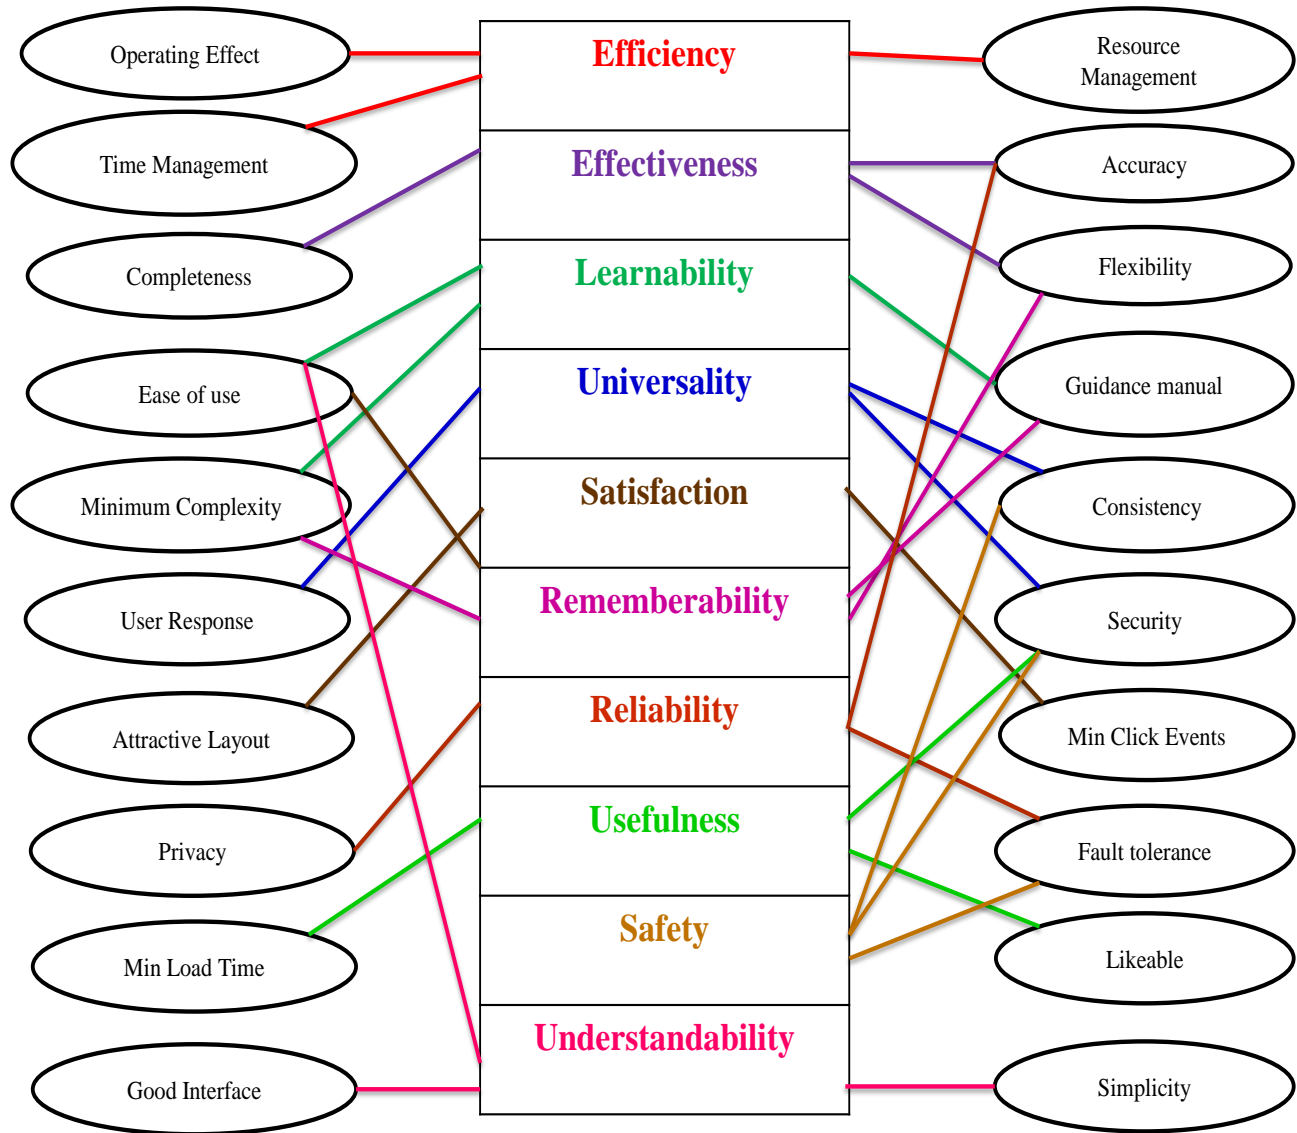 Operating Effect
Time Management
Completeness
Ease of use
Minimum Complexity
User Response
Attractive Layout
Privacy
Min Load Time
Good Interface
Efficiency
Effectiveness
Learnability
Universality
Satisfaction
Rememberability
Reliability
Usefulness
Safety
Understandability
Resource
Management
Accuracy
Flexibility
Guidance manual
Consistency
Security
Min Click Events
Fault tolerance
Likeable
Simplicity